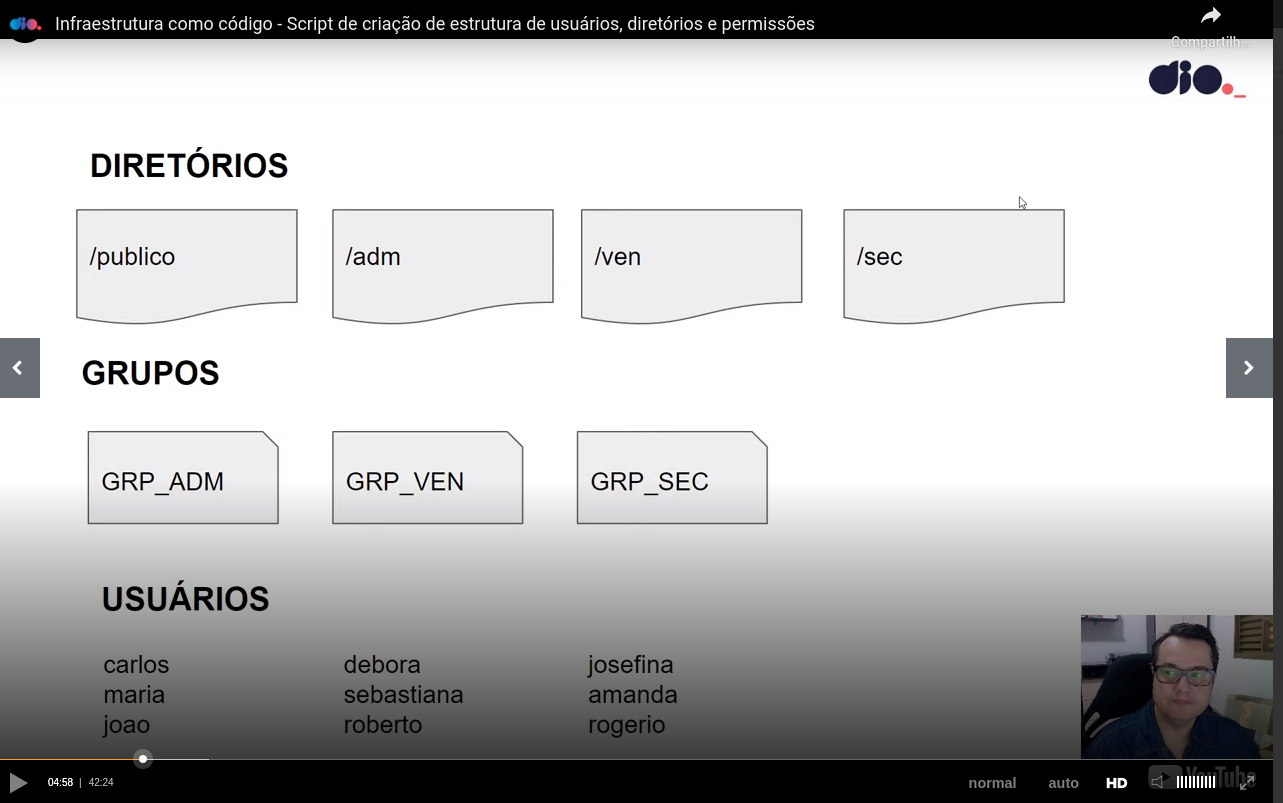 dio. Infraestrutura como código - Script de criação de estrutura de usuários, diretórios e permissões
Compartilh...
dio._
DIRETÓRIOS
/publico /adm /ven /sec
GRUPOS
GRP_ADM GRP_VEN GRP_SEC
USUÁRIOS
carlos debora josefina
maria sebastiana amanda
joao roberto rogerio
04:58 | 42:24 normal auto HD YouTube